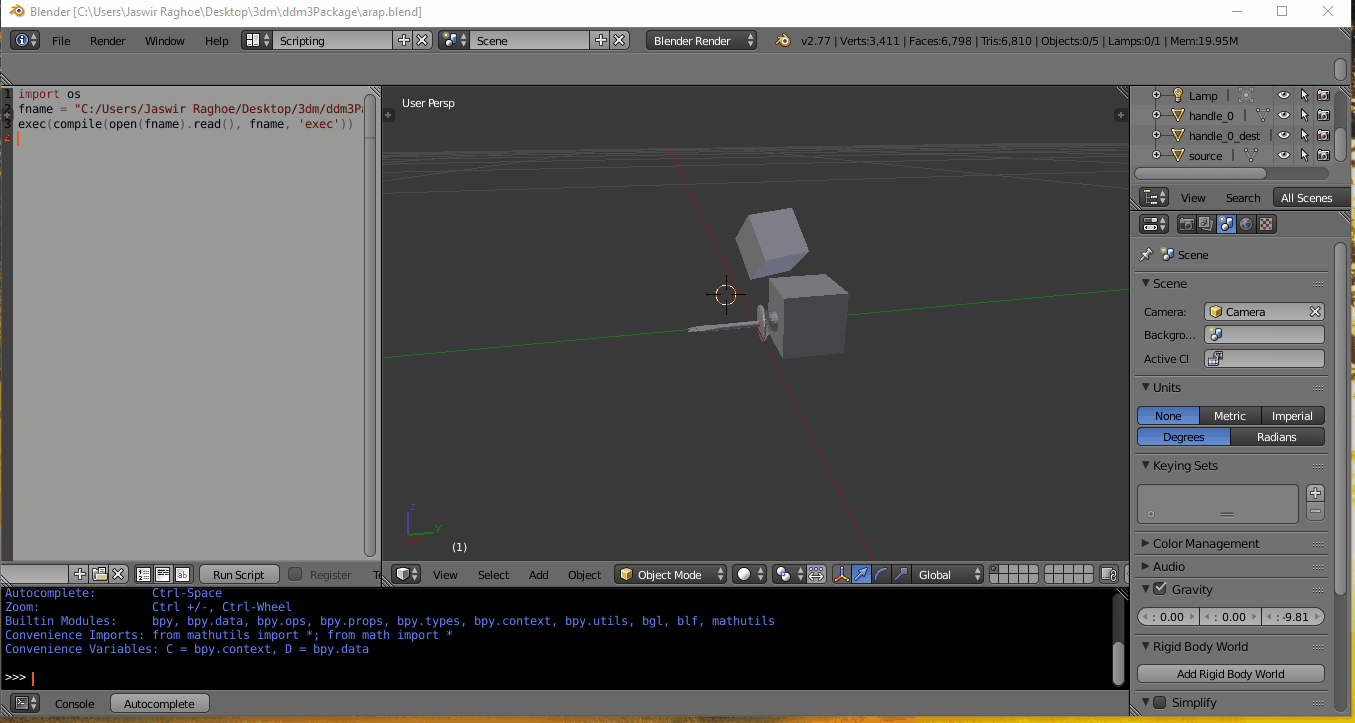 Blender [C:\Users\Jaswir Raghoe\Desktop\3dm\ddm3Package\arap.blend]
File Render Window Help Scripting Scene Blender Render v2.77 | Verts:3,411 | Faces:6,798 | Tris:6,810 | Objects:0/5 | Lamps:0/1 | Mem:19.95M
1 import os
2 fname = "C:/Users/Jaswir Raghoe/Desktop/3dm/ddm3Pa
3 exec(compile(open(fname).read(), fname, 'exec'))
4
User Persp
z
y
(1)
Lamp
handle_0
handle_0_dest
source
View Search All Scenes
Scene
Scene
Camera: Camera
Backgro...
Active Cl
Units
None Metric Imperial
Degrees Radians
Keying Sets
Color Management
Audio
Gravity
: 0.00 : 0.00 : -9.81
Rigid Body World
Add Rigid Body World
Simplify
Run Script Register Te
View Select Add Object Object Mode Global
Autocomplete: Ctrl-Space
Zoom: Ctrl +/-, Ctrl-Wheel
Builtin Modules: bpy, bpy.data, bpy.ops, bpy.props, bpy.types, bpy.context, bpy.utils, bgl, blf, mathutils
Convenience Imports: from mathutils import *; from math import *
Convenience Variables: C = bpy.context, D = bpy.data
>>>
Console Autocomplete